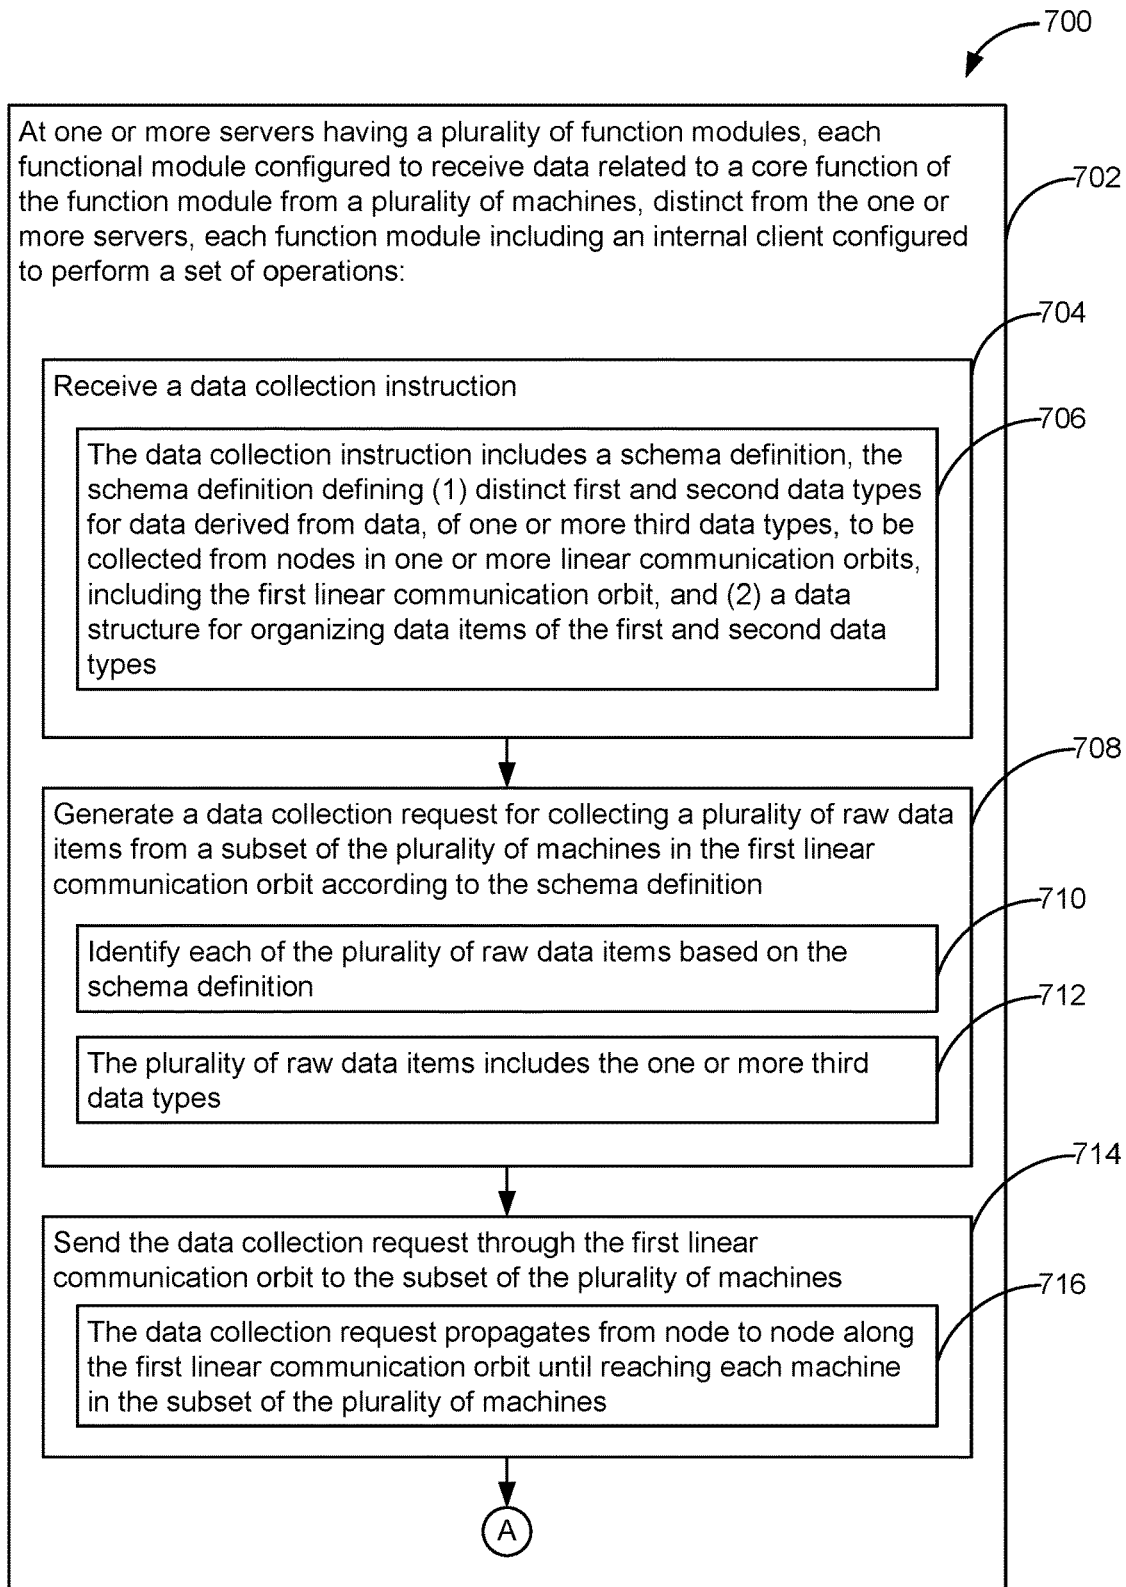 700
At one or more servers having a plurality of function modules, each
functional module configured to receive data related to a core function of
the function module from a plurality of machines, distinct from the one or
more servers, each function module including an internal client configured
to perform a set of operations:
702
704
Receive a data collection instruction
706
The data collection instruction includes a schema definition, the
schema definition defining (1) distinct first and second data types
for data derived from data, of one or more third data types, to be
collected from nodes in one or more linear communication orbits,
including the first linear communication orbit, and (2) a data
structure for organizing data items of the first and second data
types
708
Generate a data collection request for collecting a plurality of raw data
items from a subset of the plurality of machines in the first linear
communication orbit according to the schema definition
710
Identify each of the plurality of raw data items based on the
schema definition
712
The plurality of raw data items includes the one or more third
data types
714
Send the data collection request through the first linear
communication orbit to the subset of the plurality of machines
716
The data collection request propagates from node to node along
the first linear communication orbit until reaching each machine
in the subset of the plurality of machines
A